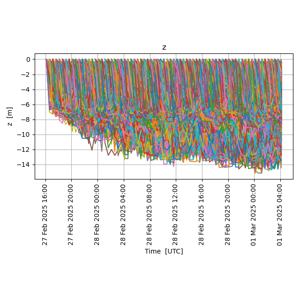 z
0
−2
−4
−6
−8
−10
−12
−14
z [m]
27 Feb 2025 16:00
27 Feb 2025 20:00
28 Feb 2025 00:00
28 Feb 2025 04:00
28 Feb 2025 08:00
28 Feb 2025 12:00
28 Feb 2025 16:00
28 Feb 2025 20:00
01 Mar 2025 00:00
01 Mar 2025 04:00
Time [UTC]